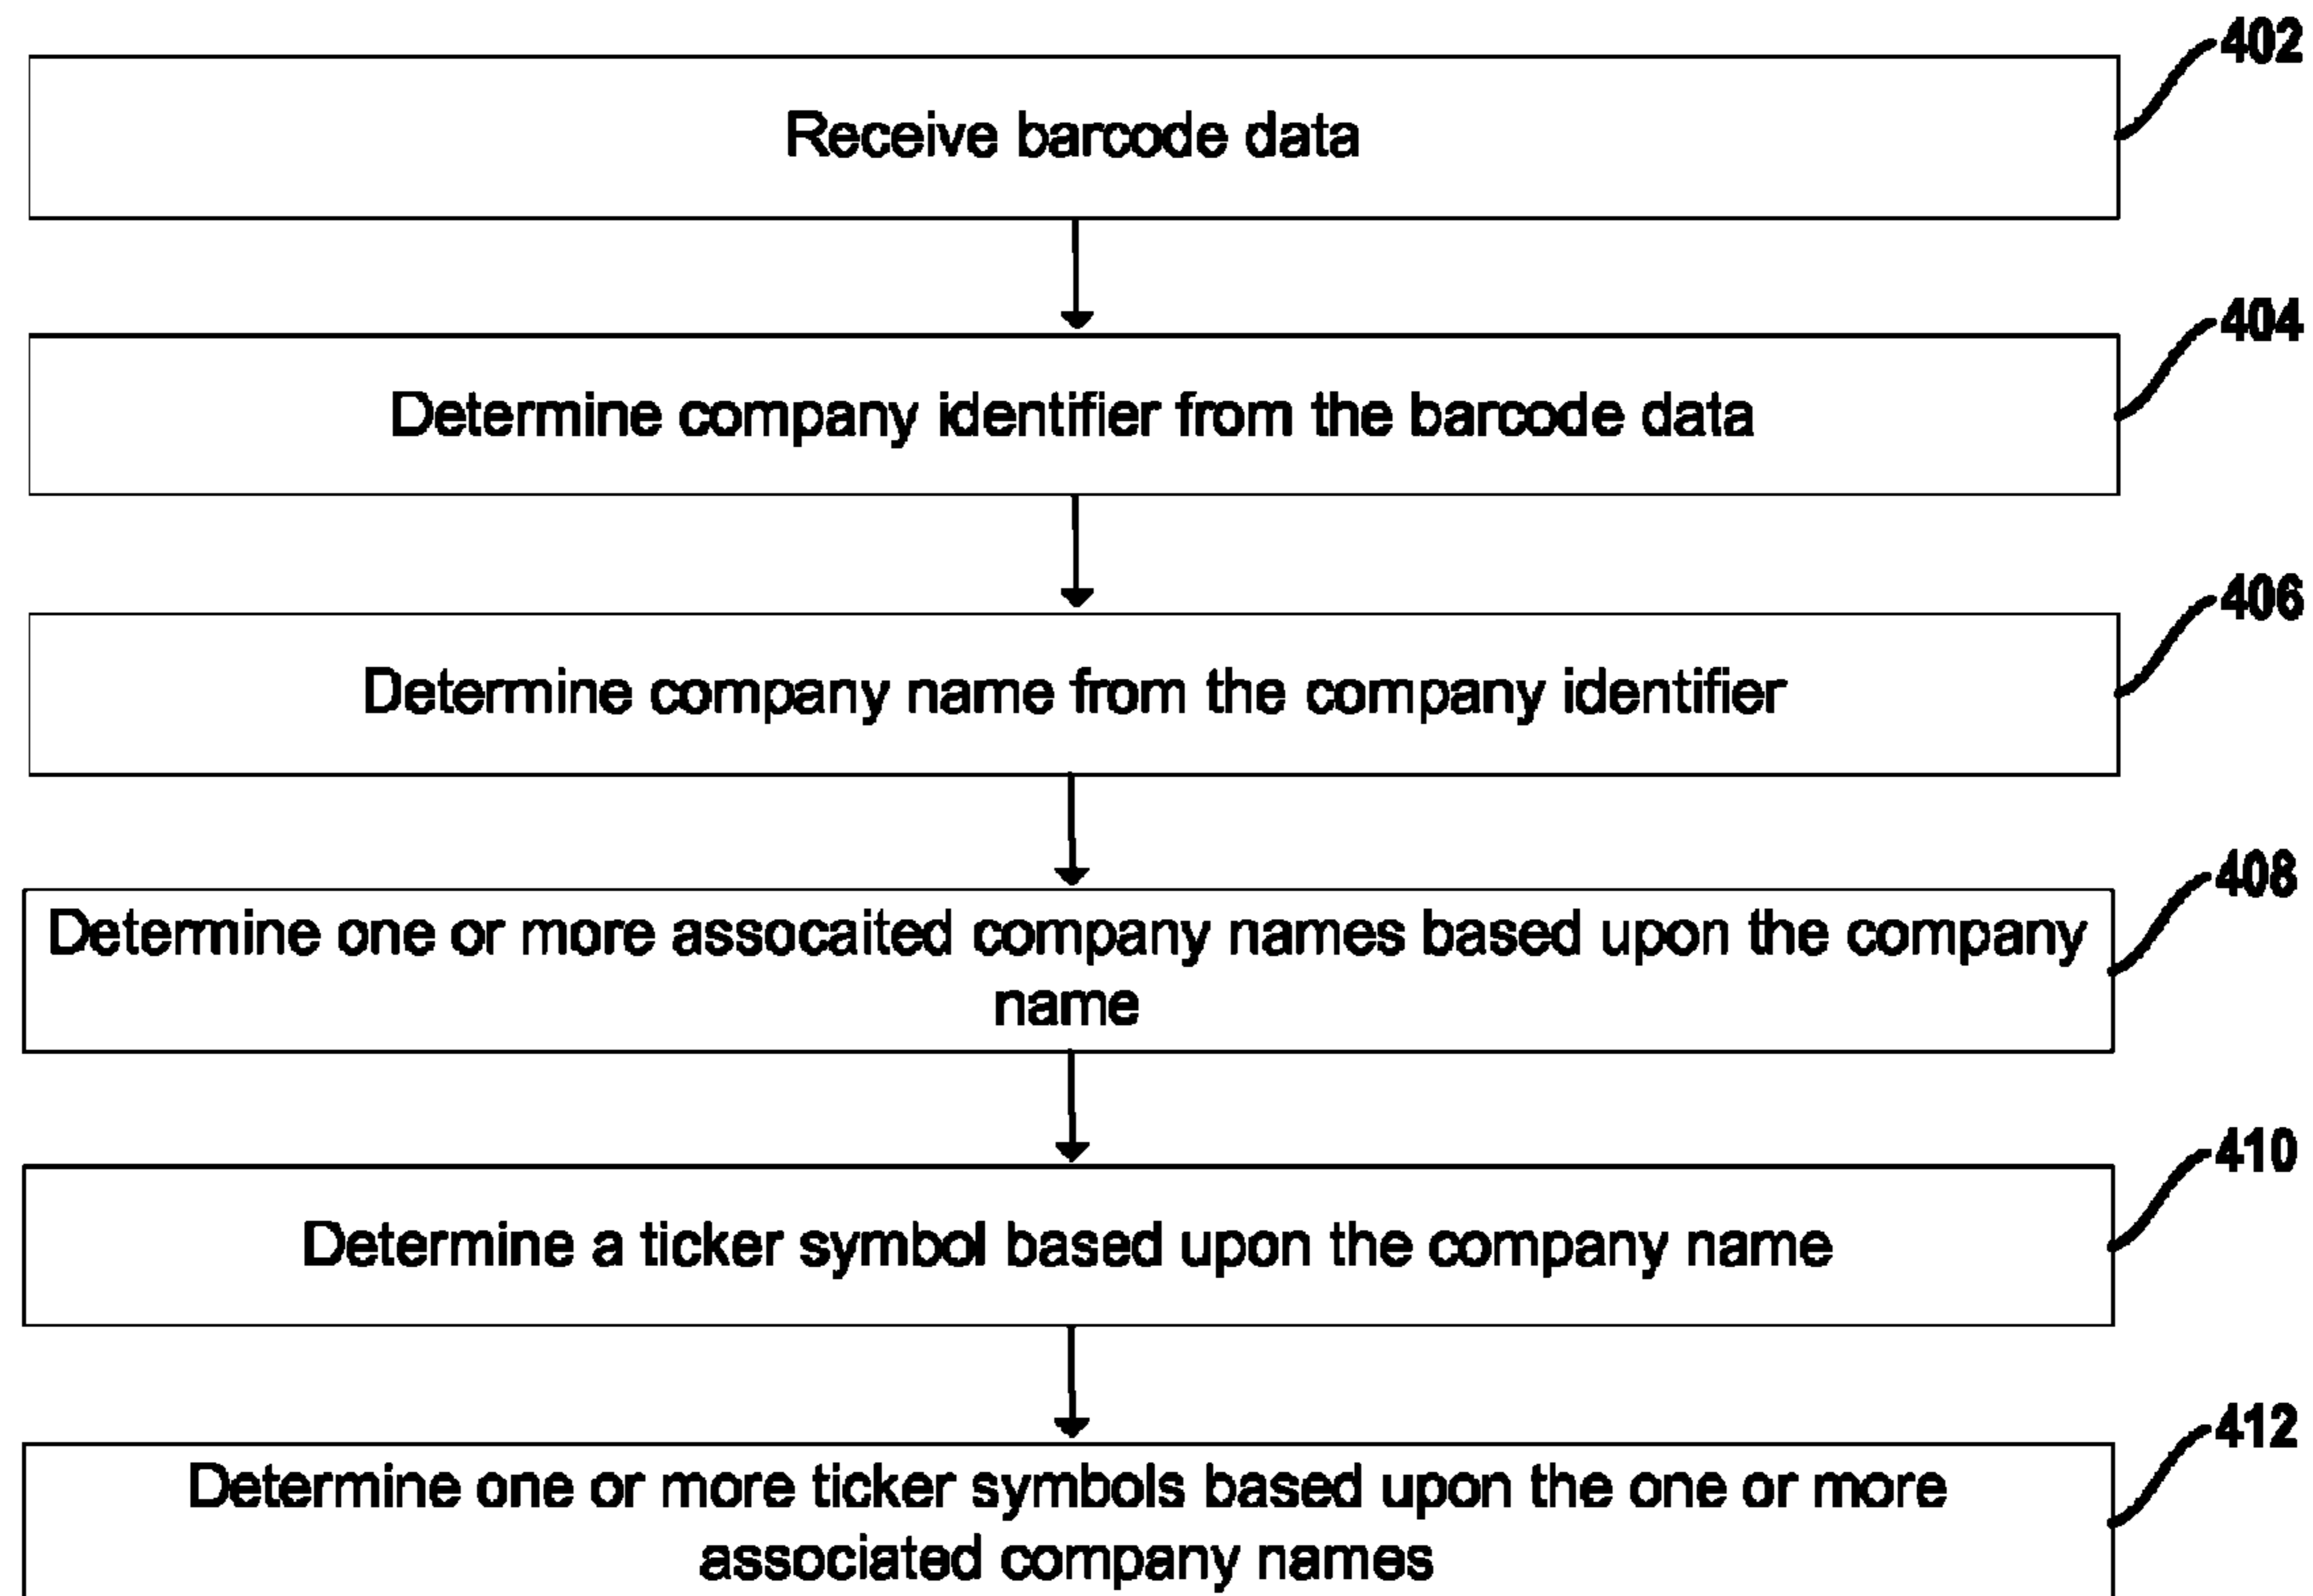 402
Receive barcode data
404
Determine company identifier from the barcode data
406
Determine company name from the company identifier
408
Determine one or more assocaited company names based upon the company
name
410
Determine a ticker symbol based upon the company name
412
Determine one or more ticker symbols based upon the one or more
associated company names